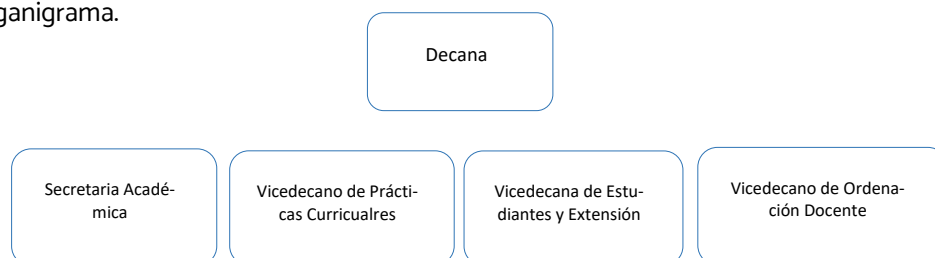 ganigrama.
Decana
Secretaria Acadé-
mica
Vicedecano de Prácti-
cas Curricualres
Vicedecana de Estu-
diantes y Extensión
Vicedecano de Ordena-
ción Docente